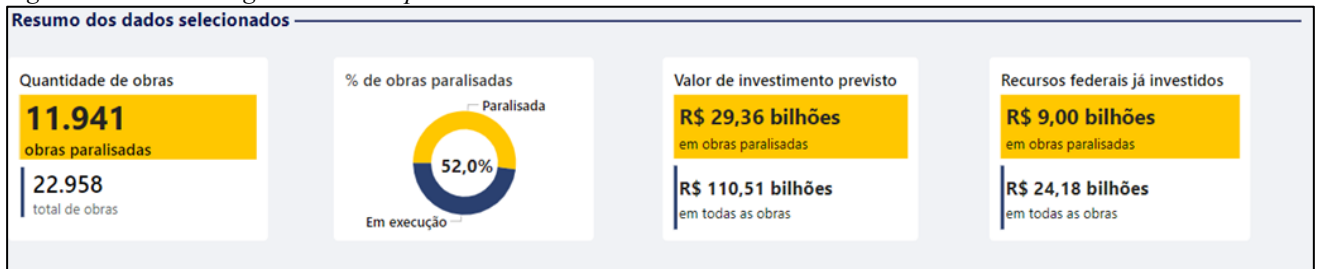 Resumo dos dados selecionados
Quantidade de obras
11.941
obras paralisadas
22.958
total de obras
% de obras paralisadas
Paralisada
52,0%
Em execução
Valor de investimento previsto
R$ 29,36 bilhões
em obras paralisadas
R$ 110,51 bilhões
em todas as obras
Recursos federais já investidos
R$ 9,00 bilhões
em obras paralisadas
R$ 24,18 bilhões
em todas as obras